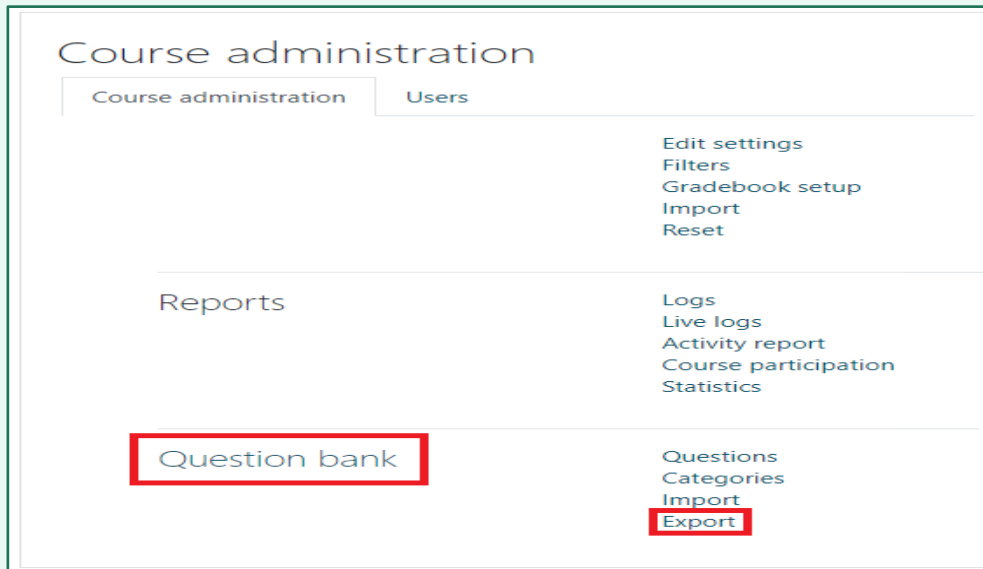 Course administration
Course administration Users
Edit settings
Filters
Gradebook setup
Import
Reset
Reports
Logs
Live logs
Activity report
Course participation
Statistics
Question bank
Questions
Categories
Import
Export